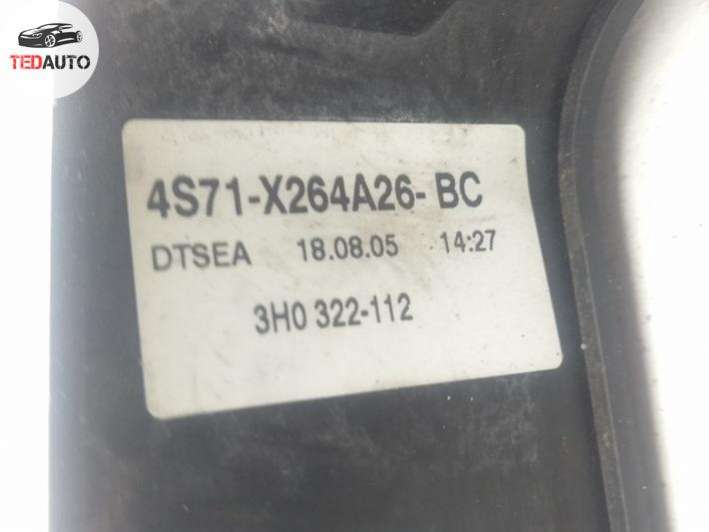 TEDAUTO
4S71-X264A26- BC
DTSEA 18.08.05 14:27
3H0 322-112